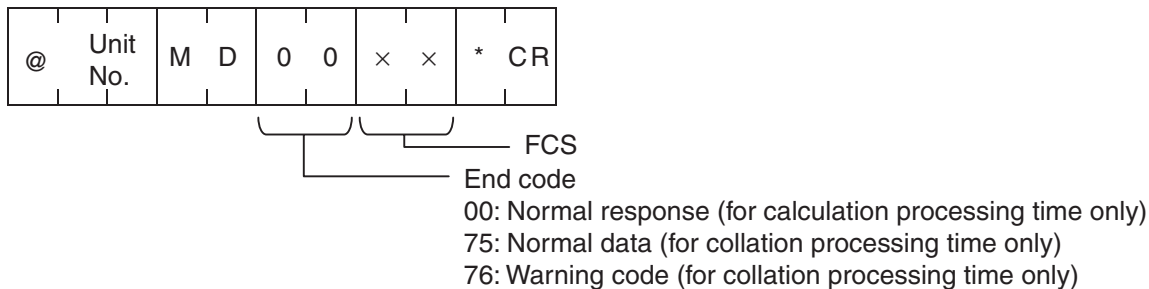 @ Unit No. M D 0 0 × × * CR
FCS
End code
00: Normal response (for calculation processing time only)
75: Normal data (for collation processing time only)
76: Warning code (for collation processing time only)